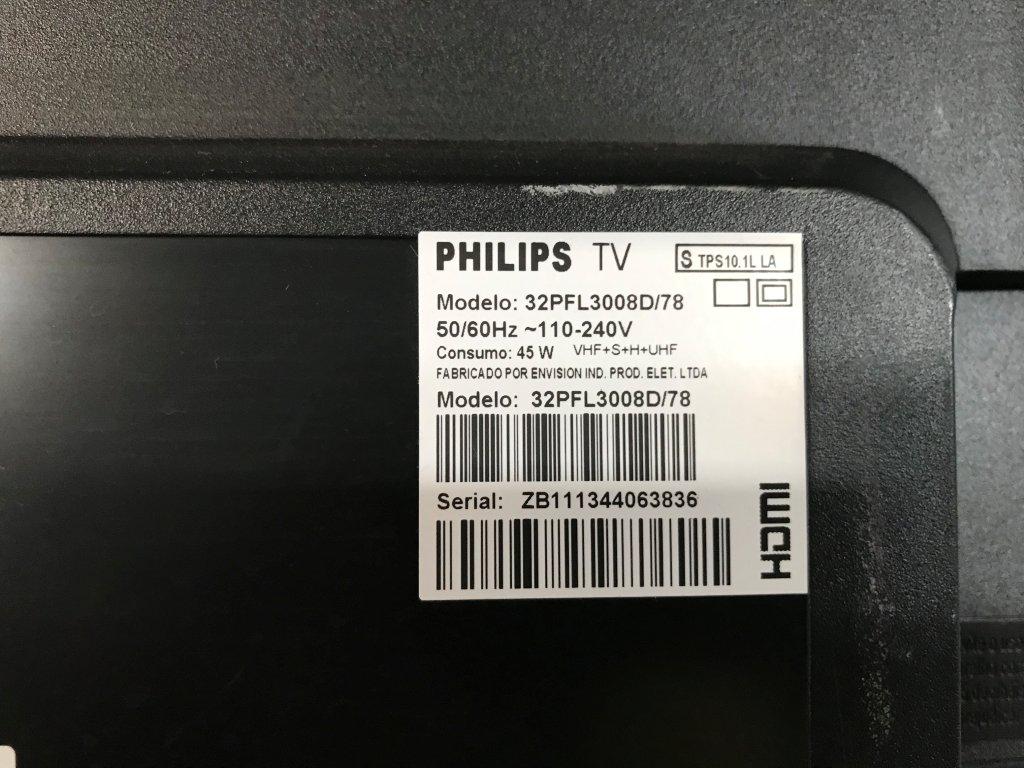 PHILIPS TV
S TPS10.1L LA
Modelo: 32PFL3008D/78
50/60Hz ~110-240V
Consumo: 45 W VHF+S+H+UHF
FABRICADO POR ENVISION IND. PROD. ELET. LTDA
Modelo: 32PFL3008D/78
Serial: ZB111344063836
HDMI